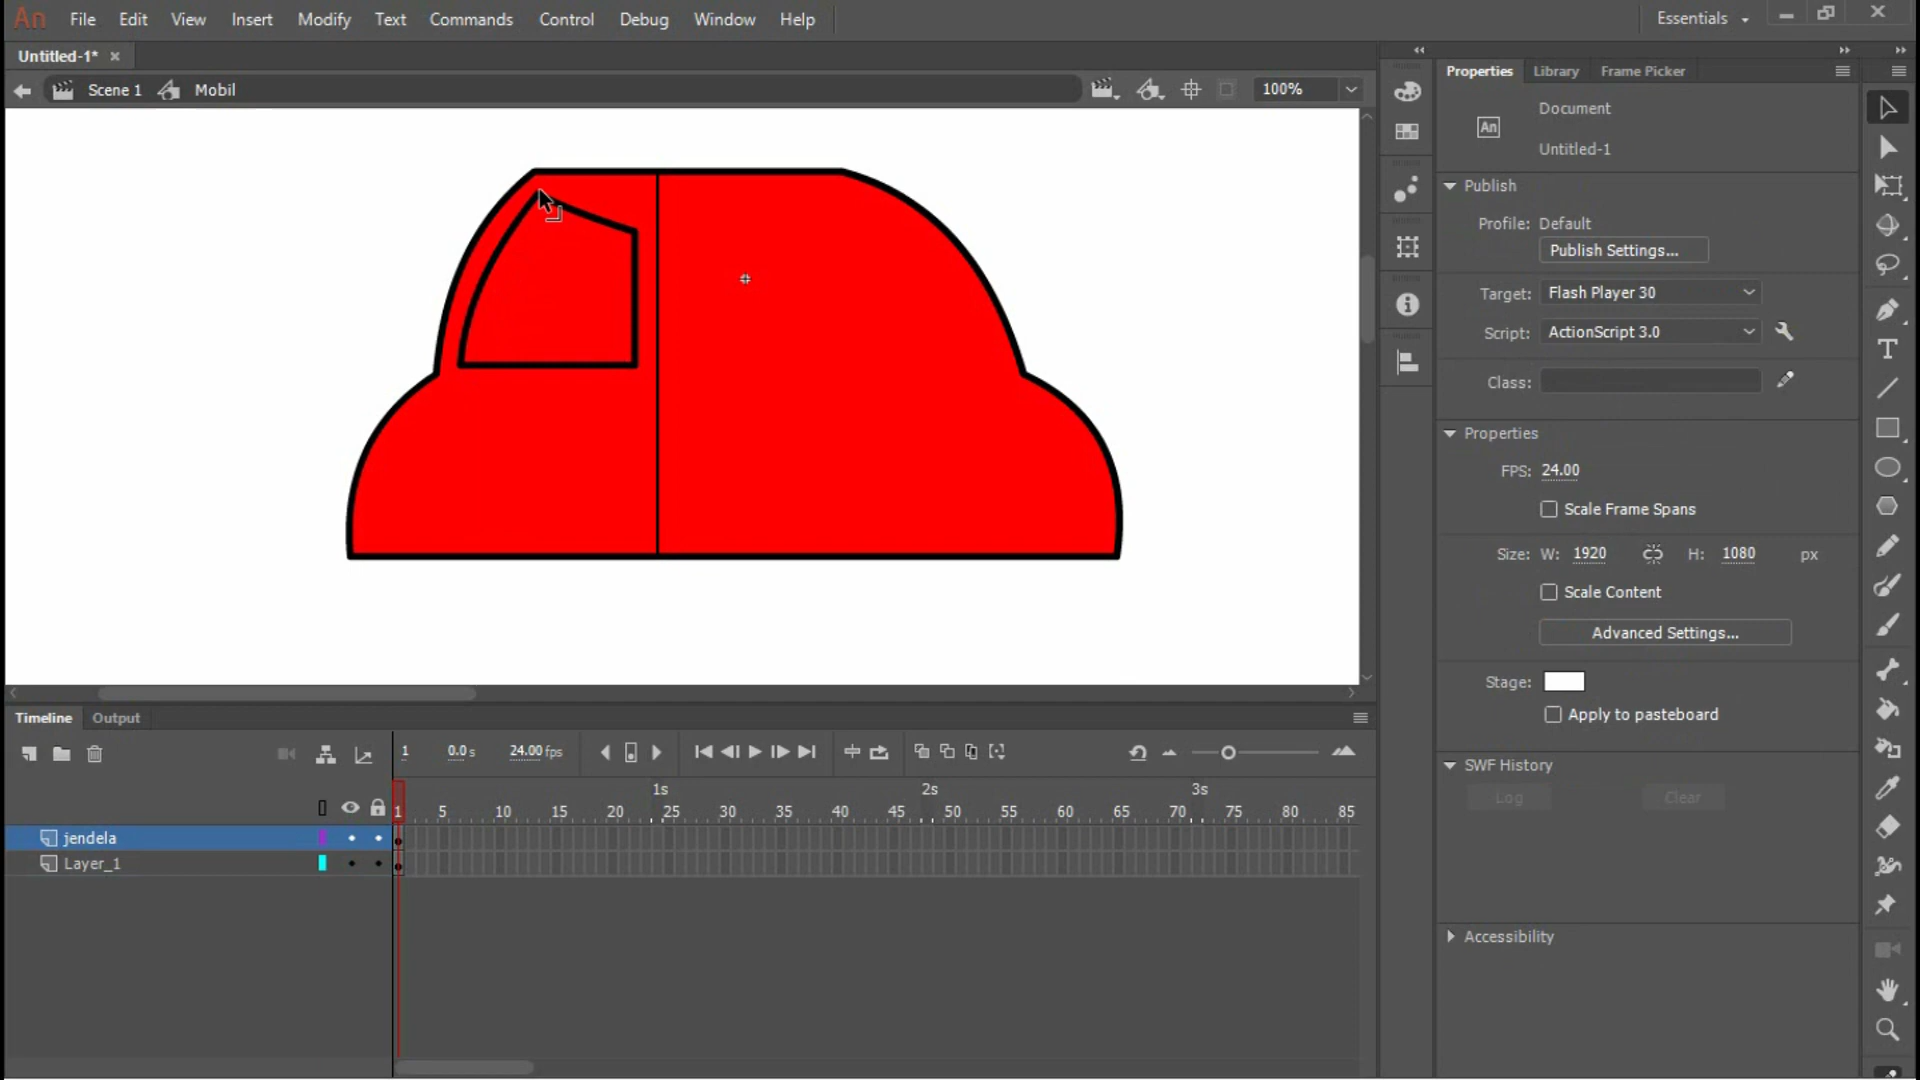 An File Edit View Insert Modify Text Commands Control Debug Window Help Essentials
Untitled-1*
Scene 1 Mobil 100%
Properties Library Frame Picker
An Document
Untitled-1
Publish
Profile: Default
Publish Settings...
Target: Flash Player 30
Script: ActionScript 3.0
Class:
Properties
FPS: 24.00
Scale Frame Spans
Size: W: 1920 H: 1080 px
Scale Content
Advanced Settings...
Stage:
Apply to pasteboard
SWF History
Log Clear
Accessibility
Timeline Output
1 0.0 s 24.00 fps
1s 2s 3s
1 5 10 15 20 25 30 35 40 45 50 55 60 65 70 75 80 85
jendela
Layer_1